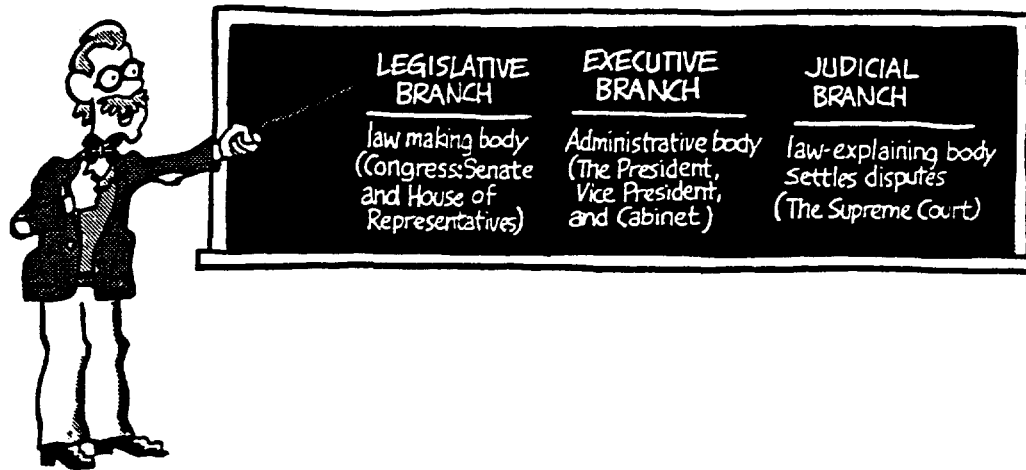 LEGISLATIVE
BRANCH
law making body
(Congress:Senate
and House of
Representatives)
EXECUTIVE
BRANCH
Administrative body
(The President,
Vice President,
and Cabinet)
JUDICIAL
BRANCH
law-explaining body
settles disputes
(The Supreme Court)